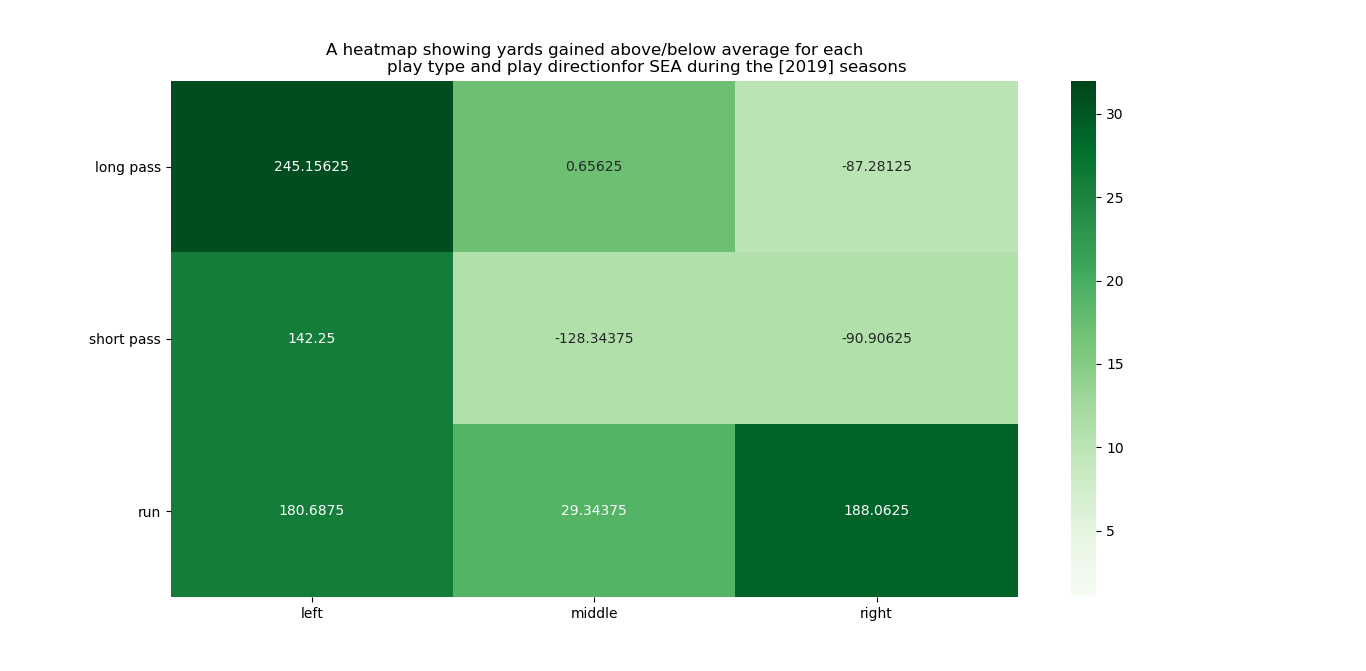 A heatmap showing yards gained above/below average for each
play type and play directionfor SEA during the [2019] seasons
long pass
245.15625
0.65625
-87.28125
short pass
142.25
-128.34375
-90.90625
run
180.6875
29.34375
188.0625
left
middle
right
30
25
20
15
10
5